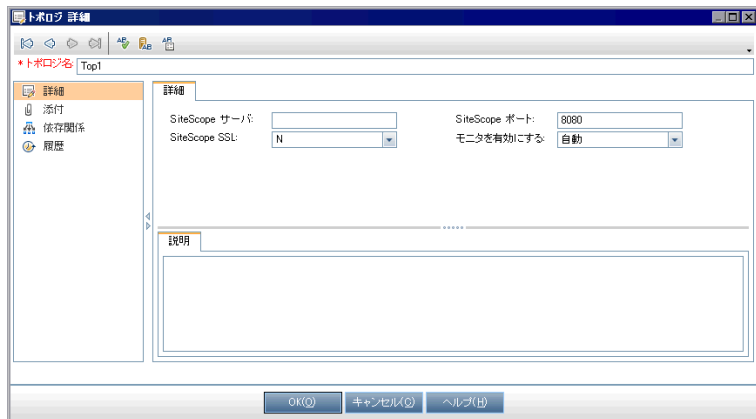 トポロジ 詳細
*トポロジ名: Top1
詳細
添付
依存関係
履歴
詳細
SiteScope サーバ:
SiteScope ポート: 8080
SiteScope SSL: N
モニタを有効にする: 自動
説明
OK(O) キャンセル(C) ヘルプ(H)